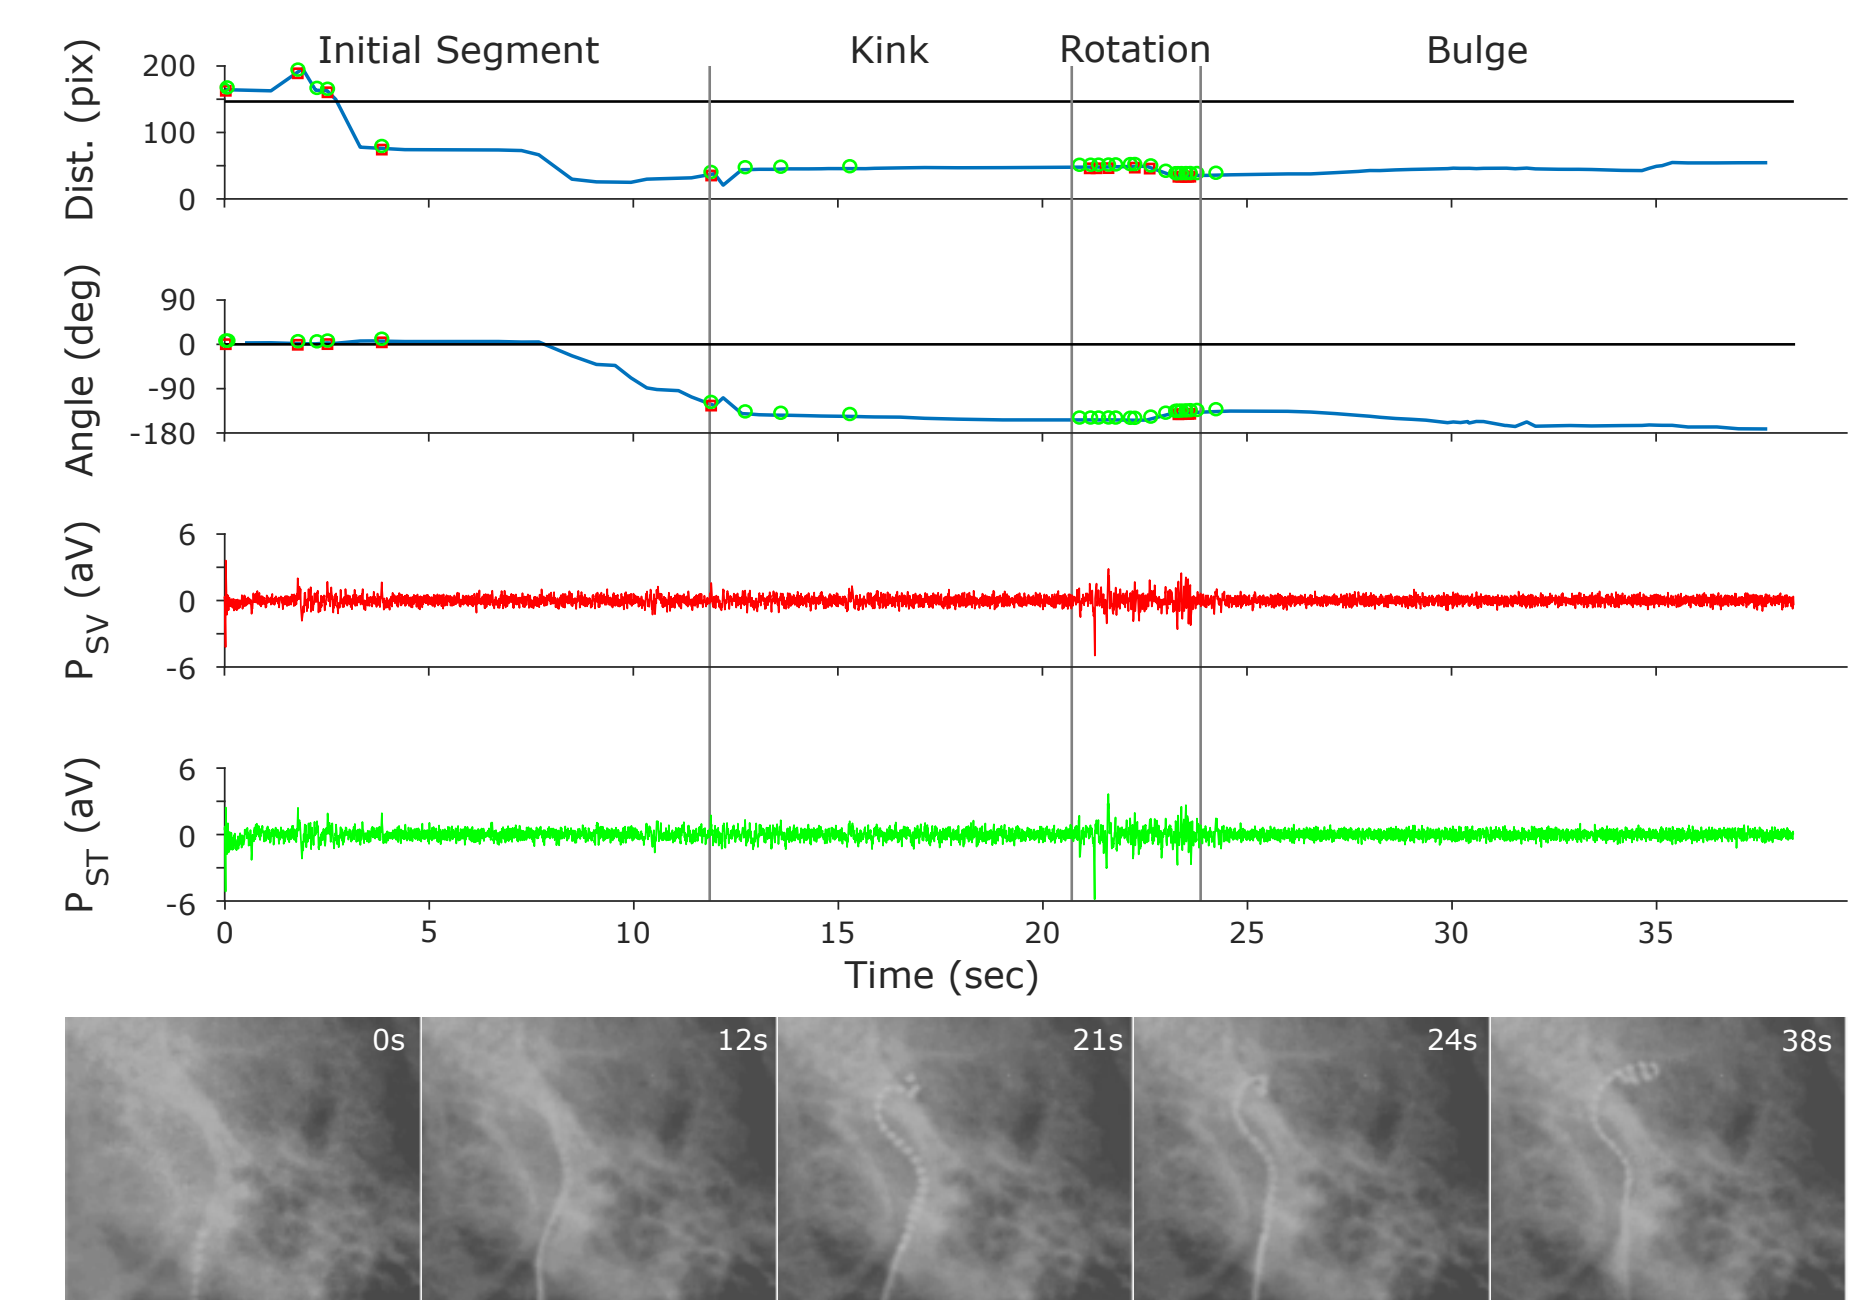 Initial Segment Kink Rotation Bulge
Dist. (pix)
200
100
0
Angle (deg)
90
0
-90
-180
P SV (aV)
6
0
-6
P ST (aV)
6
0
-6
0 5 10 15 20 25 30 35
Time (sec)
0s 12s 21s 24s 38s